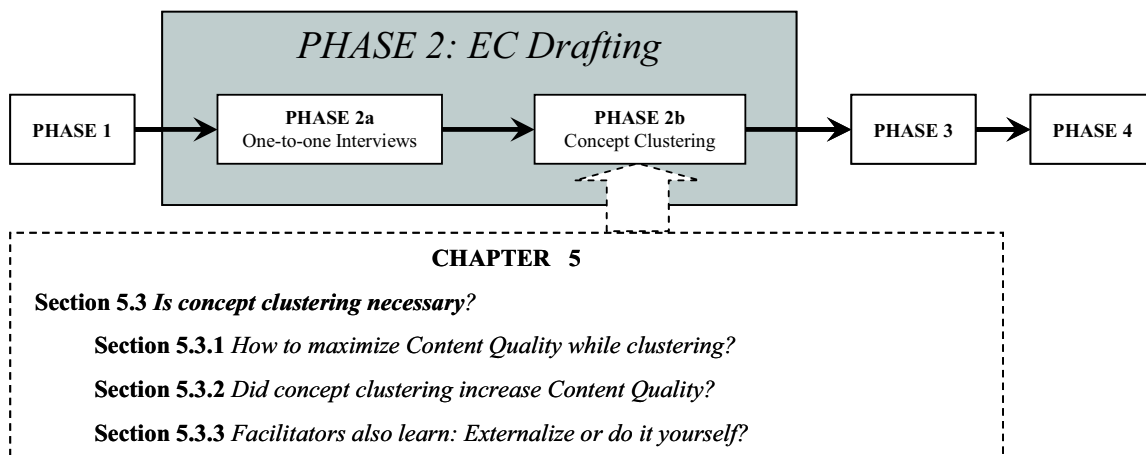 PHASE 2: EC Drafting
PHASE 1
PHASE 2a
One-to-one Interviews
PHASE 2b
Concept Clustering
PHASE 3
PHASE 4
CHAPTER 5
Section 5.3 Is concept clustering necessary?
Section 5.3.1 How to maximize Content Quality while clustering?
Section 5.3.2 Did concept clustering increase Content Quality?
Section 5.3.3 Facilitators also learn: Externalize or do it yourself?